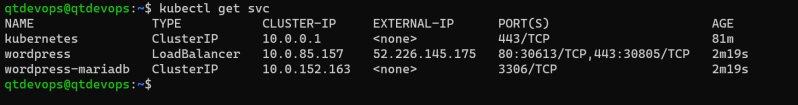 qtdevops@qtdevops:~$ kubectl get svc
NAME TYPE CLUSTER-IP EXTERNAL-IP PORT(S) AGE
kubernetes ClusterIP 10.0.0.1 <none> 443/TCP 81m
wordpress LoadBalancer 10.0.85.157 52.226.145.175 80:30613/TCP,443:30805/TCP 2m19s
wordpress-mariadb ClusterIP 10.0.152.163 <none> 3306/TCP 2m19s
qtdevops@qtdevops:~$